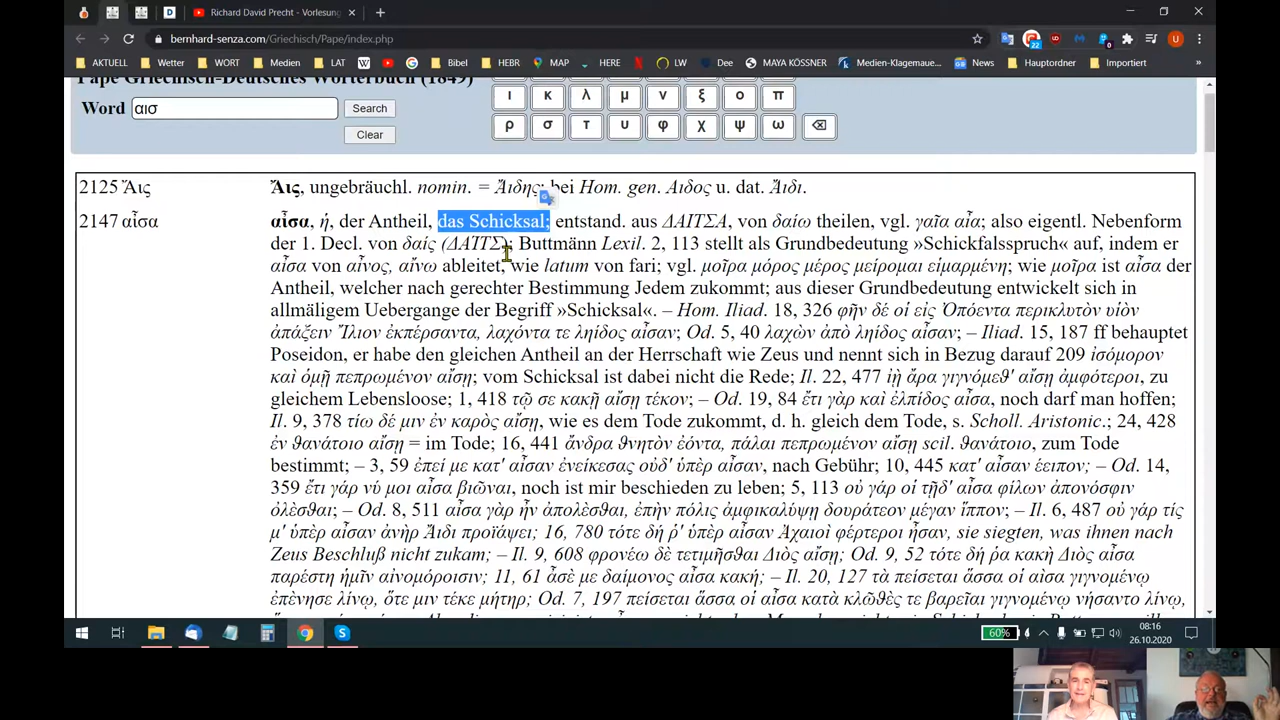 Richard David Precht - Vorlesung
bernhard-senza.com/Griechisch/Pape/index.php
AKTUELL Wetter WORT Medien LAT Bibel HEBR MAP HERE LQ Dee MAYA KÖSSNER Medien-Klagemaue... News Hauptordner Importiert
Pape Griechisch-Deutsches Wörterbuch (1849)
Word αισ Search
Clear
ι κ λ μ ν ξ ο π
ρ σ τ υ φ χ ψ ω
2125 Ἄις Ἄις, ungebräuchl. nomin. = Ἄιδης; bei Hom. gen. Αιδος u. dat. Ἄιδι.
2147 αἶσα αἶσα, ἡ, der Antheil, das Schicksal; entstand. aus ΔΑΙΤΣΑ, von δαίω theilen, vgl. γαῖα αἶα; also eigentl. Nebenform
der 1. Decl. von δαίς (ΔΑΊΤΣ); Buttmänn Lexil. 2, 113 stellt als Grundbedeutung »Schickfalsspruch« auf, indem er
αἶσα von αἶνος, αἴνω ableitet, wie latum von fari; vgl. μοῖρα μόρος μέρος μείρομαι εἱμαρμένη; wie μοῖρα ist αἶσα der
Antheil, welcher nach gerechter Bestimmung Jedem zukommt; aus dieser Grundbedeutung entwickelt sich in
allmäligem Uebergange der Begriff »Schicksal«. – Hom. Iliad. 18, 326 φῆν δέ οἱ εἰς Ὀπόεντα περικλυτὸν υἱὸν
ἀπάξειν Ἴλιον ἐκπέρσαντα, λαχόντα τε ληίδος αἶσαν; Od. 5, 40 λαχὼν ἀπὸ ληίδος αἶσαν; – Iliad. 15, 187 ff behauptet
Poseidon, er habe den gleichen Antheil an der Herrschaft wie Zeus und nennt sich in Bezug darauf 209 ἰσόμορον
καὶ ὁμῇ πεπρωμένον αἴσῃ; vom Schicksal ist dabei nicht die Rede; Il. 22, 477 ἰῇ ἄρα γιγνόμεθ' αἴσῃ ἀμφότεροι, zu
gleichem Lebensloose; 1, 418 τῷ σε κακῇ αἴσῃ τέκον; – Od. 19, 84 ἔτι γὰρ καὶ ἐλπίδος αἶσα, noch darf man hoffen;
Il. 9, 378 τίω δέ μιν ἐν καρὸς αἴσῃ, wie es dem Tode zukommt, d. h. gleich dem Tode, s. Scholl. Aristonic.; 24, 428
ἐν θανάτοιο αἴσῃ = im Tode; 16, 441 ἄνδρα θνητὸν ἐόντα, πάλαι πεπρωμένον αἴσῃ scil. θανάτοιο, zum Tode
bestimmt; – 3, 59 ἐπεί με κατ' αἶσαν ἐνείκεσας οὐδ' ὑπὲρ αἶσαν, nach Gebühr; 10, 445 κατ' αἶσαν ἐειπον; – Od. 14,
359 ἔτι γάρ νύ μοι αἶσα βιῶναι, noch ist mir beschieden zu leben; 5, 113 οὐ γάρ οἱ τῇδ' αἶσα φίλων ἀπονόσφιν
ὀλέσθαι; – Od. 8, 511 αἶσα γὰρ ἦν ἀπολέσθαι, ἐπὴν πόλις ἀμφικαλύψῃ δουράτεον μέγαν ἵππον; – Il. 6, 487 οὐ γάρ τίς
μ' ὑπὲρ αἶσαν ἀνὴρ Ἄιδι προϊάψει; 16, 780 τότε δή ῥ' ὑπὲρ αἶσαν Ἀχαιοὶ φέρτεροι ἦσαν, sie siegten, was ihnen nach
Zeus Beschluß nicht zukam; – Il. 9, 608 φρονέω δὲ τετιμῆσθαι Διὸς αἴσῃ; Od. 9, 52 τότε δή ῥα κακὴ Διὸς αἶσα
παρέστη ἡμῖν αἰνομόροισιν; 11, 61 ἆσέ με δαίμονος αἶσα κακή; – Il. 20, 127 τὰ πείσεται ἅσσα οἱ αἶσα γιγνομένῳ
ἐπένησε λίνῳ, ὅτε μιν τέκε μήτηρ; Od. 7, 197 πείσεται ἅσσα οἱ αἶσα κατὰ κλῶθές τε βαρεῖαι γιγνομένῳ νήσαντο λίνῳ,
60% 08:16
26.10.2020